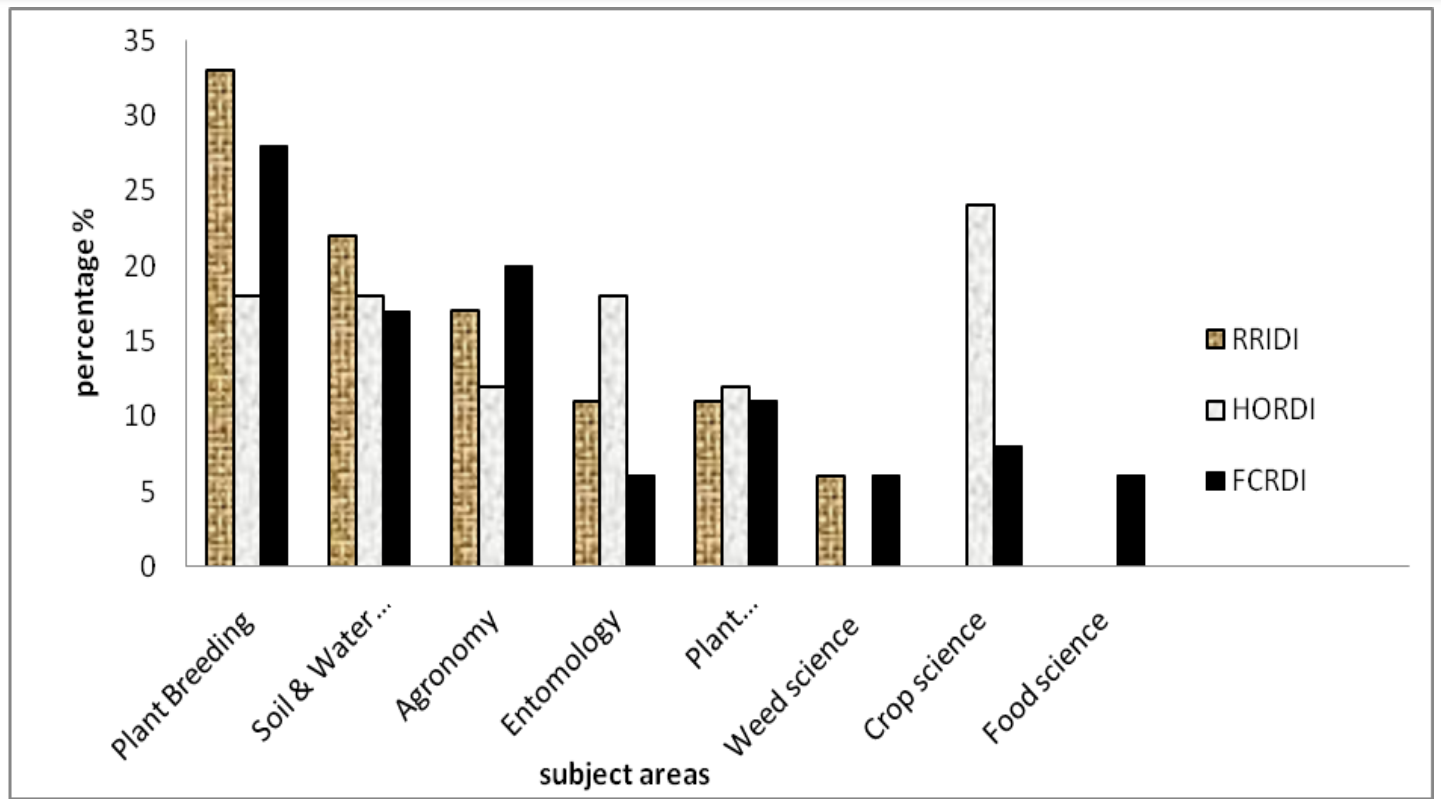 35
30
25
20
15
10
5
0
percentage %
Plant Breeding
Soil & Water...
Agronomy
Entomology
Plant...
Weed science
Crop science
Food science
subject areas
RRIDI
HORDI
FCRDI